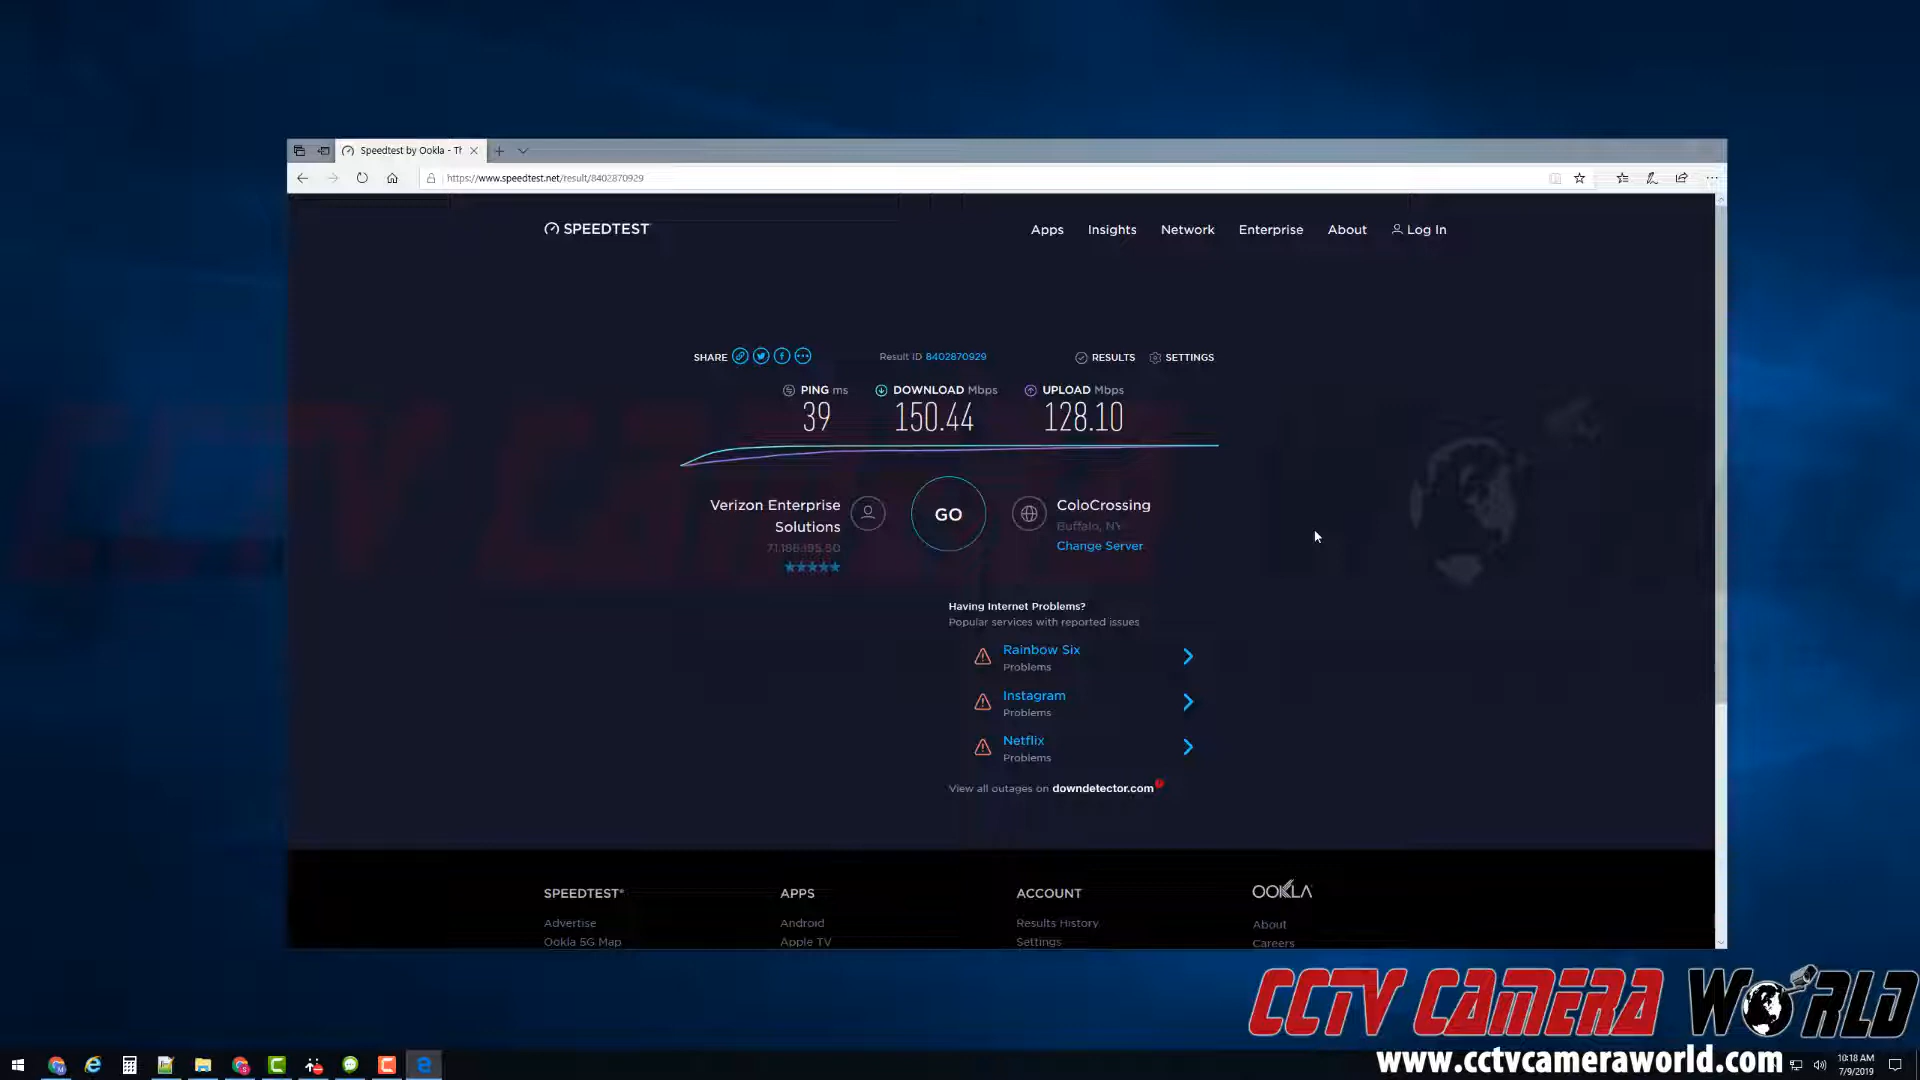 Speedtest by Ookla - Th
https://www.speedtest.net/result/8402870929
SPEEDTEST
Apps
Insights
Network
Enterprise
About
Log In
SHARE
Result ID 8402870929
RESULTS
SETTINGS
PING ms
DOWNLOAD Mbps
UPLOAD Mbps
39
150.44
128.10
Verizon Enterprise
Solutions
GO
ColoCrossing
Buffalo, NY
Change Server
Having Internet Problems?
Popular services with reported issues
Rainbow Six
Problems
Instagram
Problems
Netflix
Problems
View all outages on downdetector.com
SPEEDTEST®
APPS
ACCOUNT
OOKLA
Advertise
Android
Results History
About
Ookla 5G Map
Apple TV
Settings
Careers
CCTV CAMERA WORLD
www.cctvcameraworld.com
10:18 AM
7/9/2019